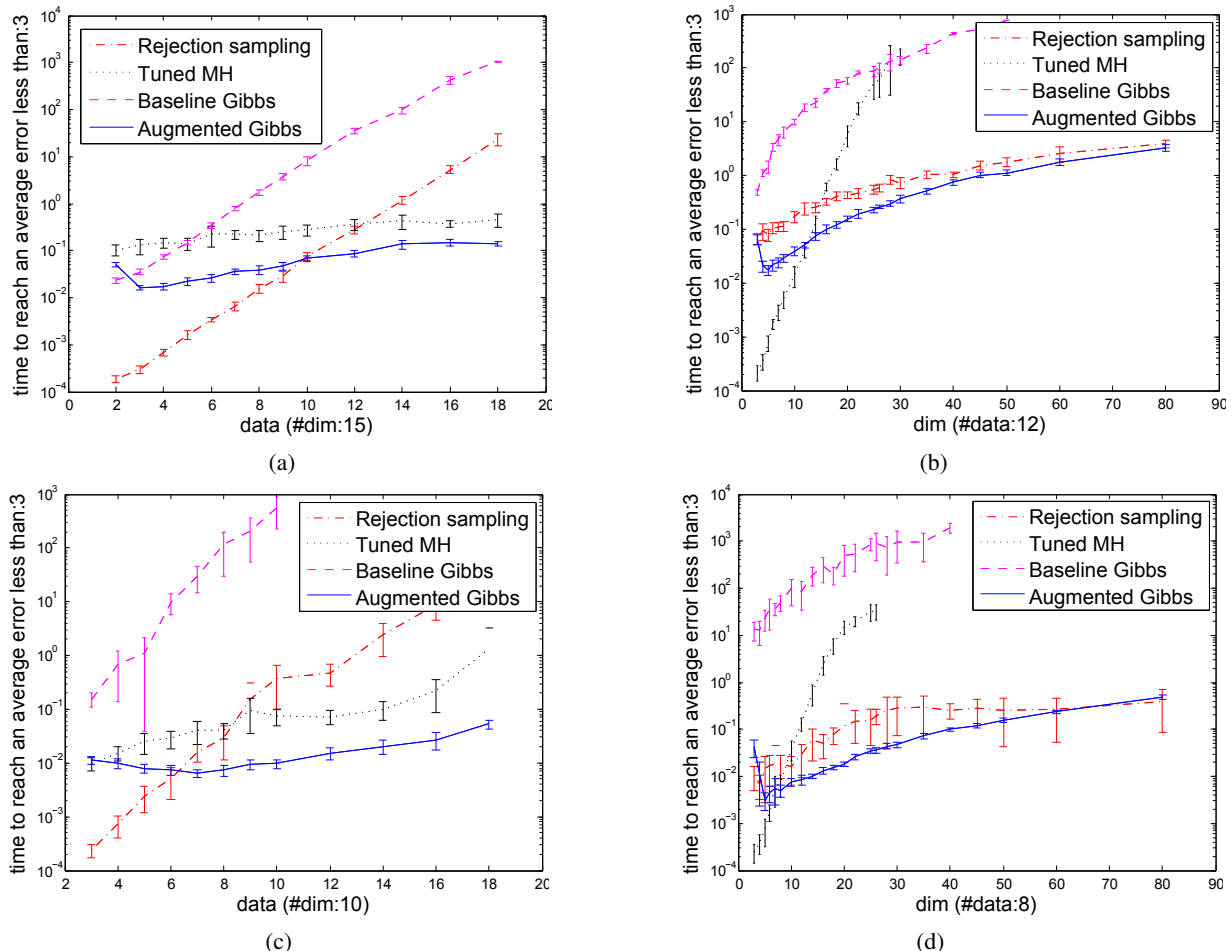 time to reach an average error less than:3
10^4
10^3
10^2
10^1
10^0
10^−1
10^−2
10^−3
10^−4
Rejection sampling
Tuned MH
Baseline Gibbs
Augmented Gibbs
0 2 4 6 8 10 12 14 16 18 20
data (#dim:15)
(a)
time to reach an average error less than:3
10^3
10^2
10^1
10^0
10^−1
10^−2
10^−3
10^−4
Rejection sampling
Tuned MH
Baseline Gibbs
Augmented Gibbs
0 10 20 30 40 50 60 70 80 90
dim (#data:12)
(b)
time to reach an average error less than:3
10^3
10^2
10^1
10^0
10^−1
10^−2
10^−3
10^−4
Rejection sampling
Tuned MH
Baseline Gibbs
Augmented Gibbs
2 4 6 8 10 12 14 16 18 20
data (#dim:10)
(c)
time to reach an average error less than:3
10^4
10^3
10^2
10^1
10^0
10^−1
10^−2
10^−3
10^−4
Rejection sampling
Tuned MH
Baseline Gibbs
Augmented Gibbs
0 10 20 30 40 50 60 70 80 90
dim (#data:8)
(d)